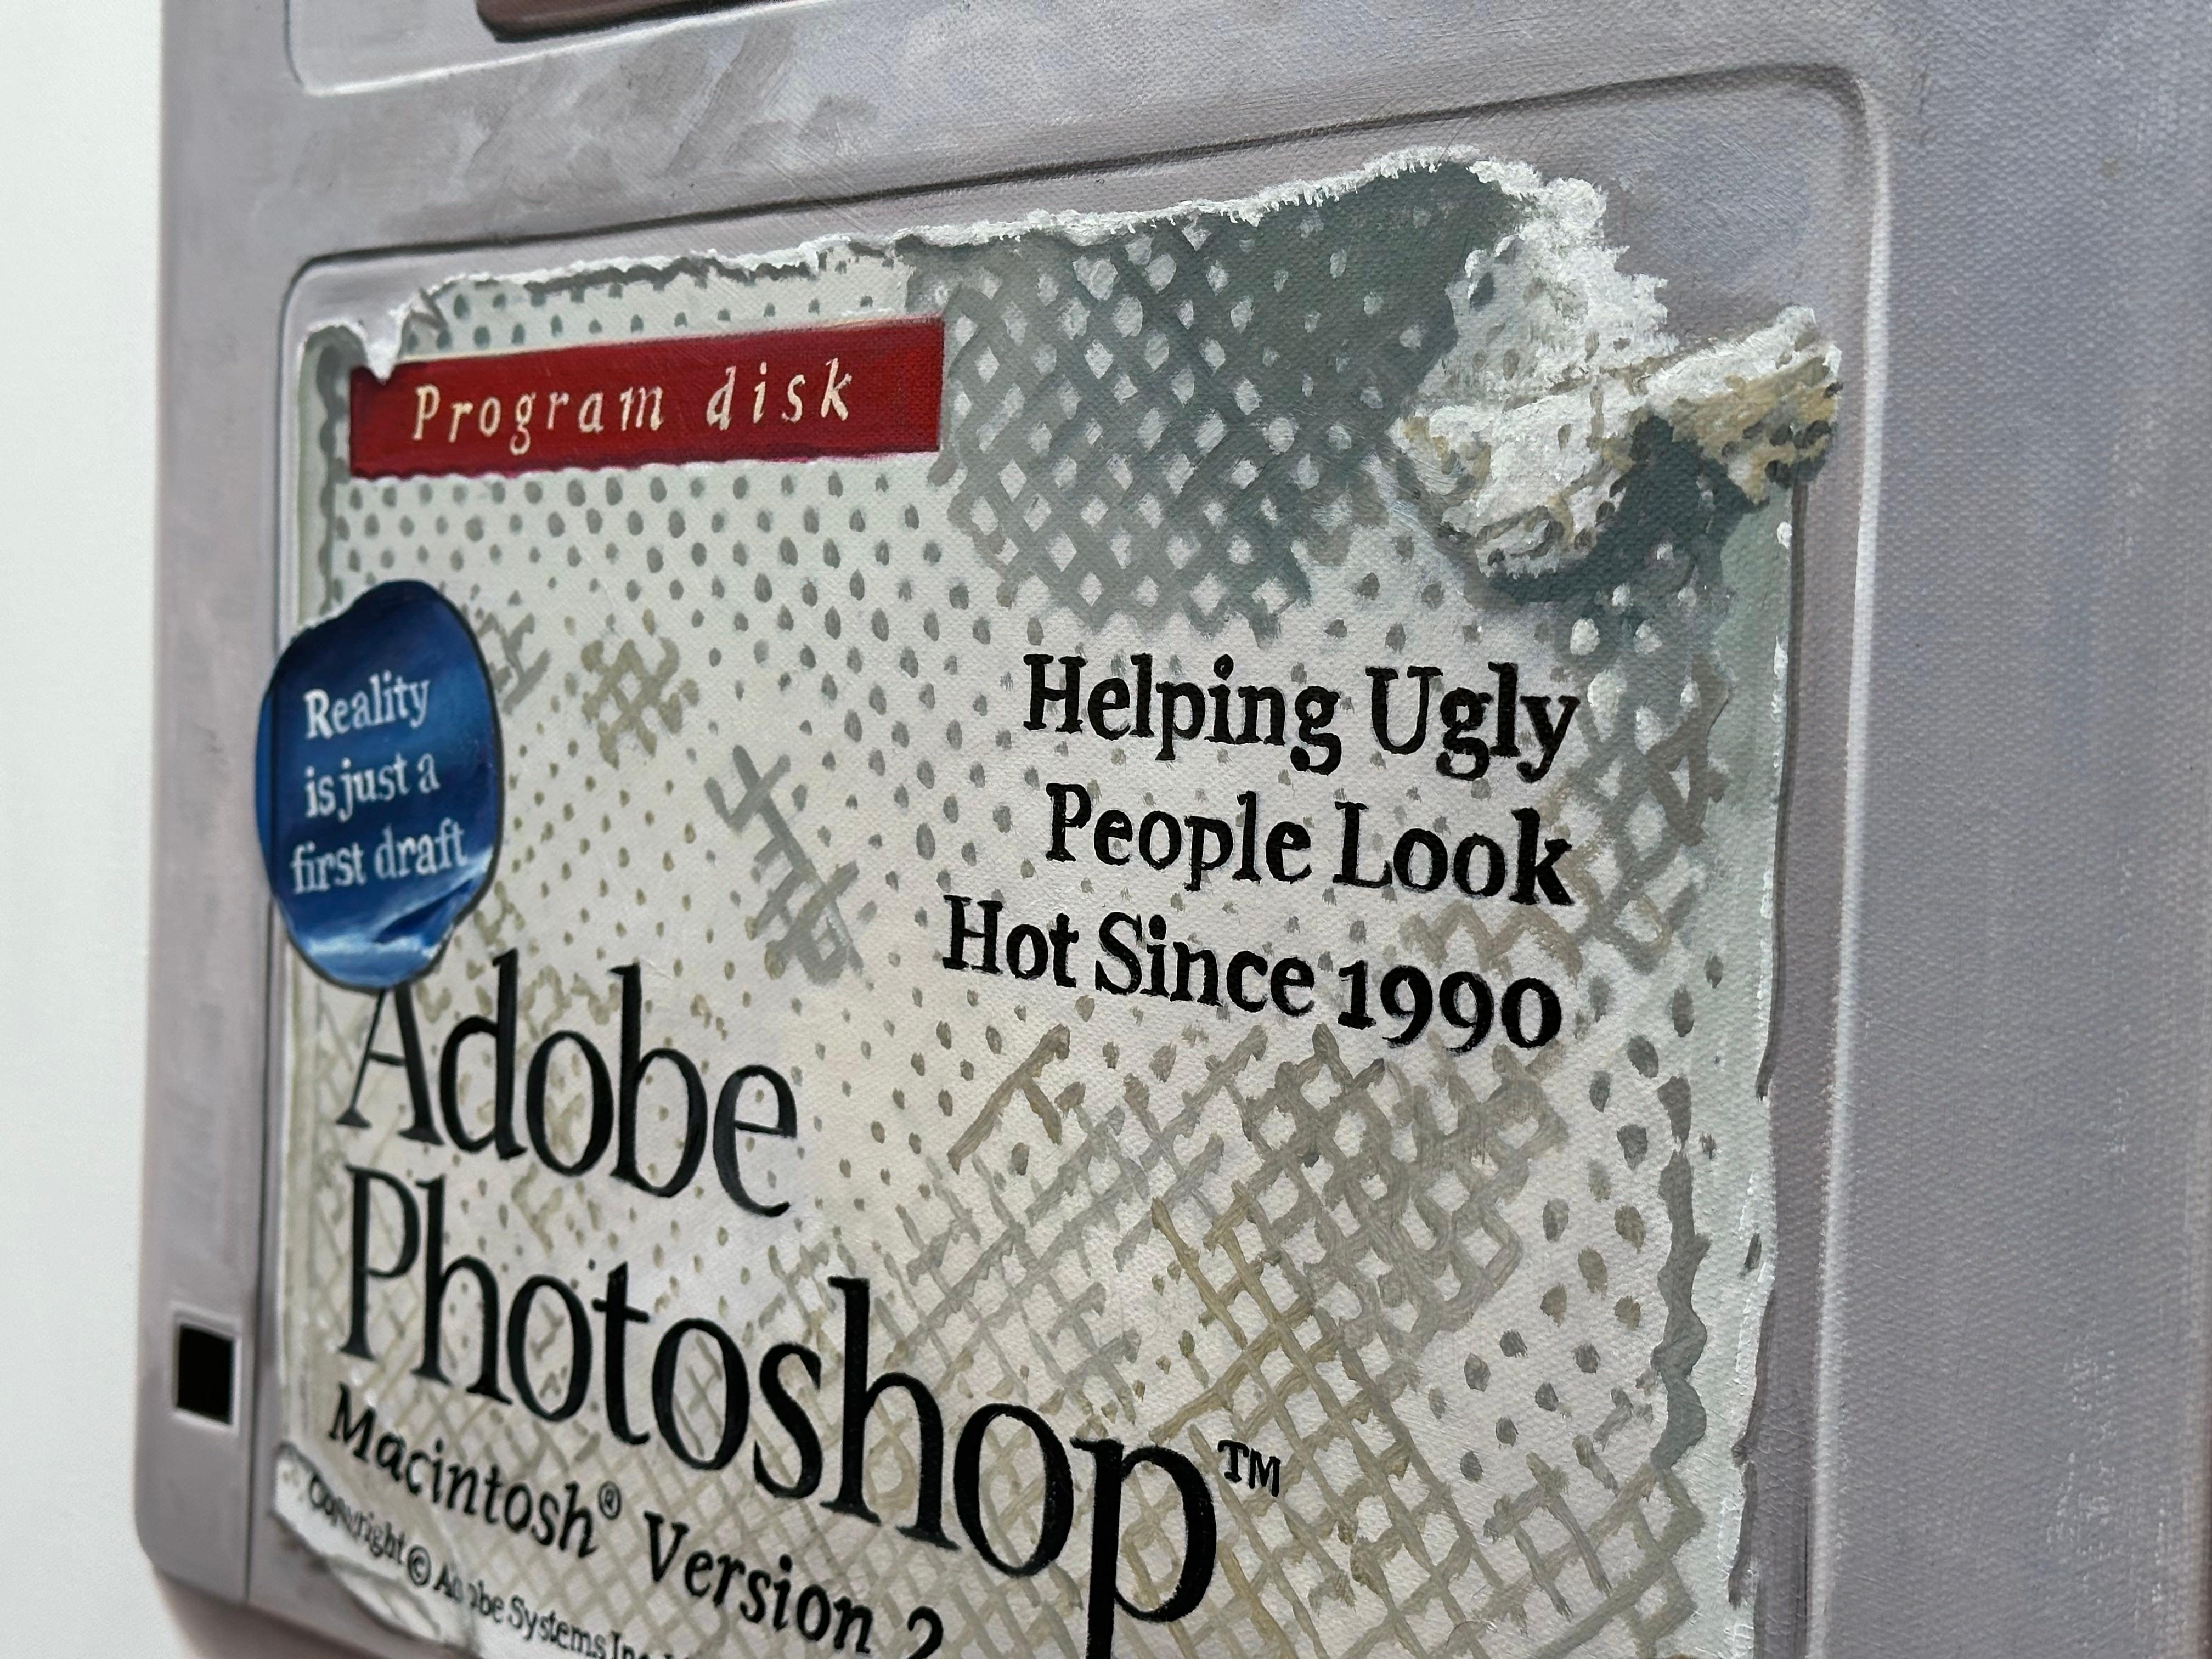 Program disk
Reality
is just a
first draft
Helping Ugly
People Look
Hot Since 1990
Adobe
Photoshop™
Macintosh® Version 2
Copyright © Adobe Systems Inc.